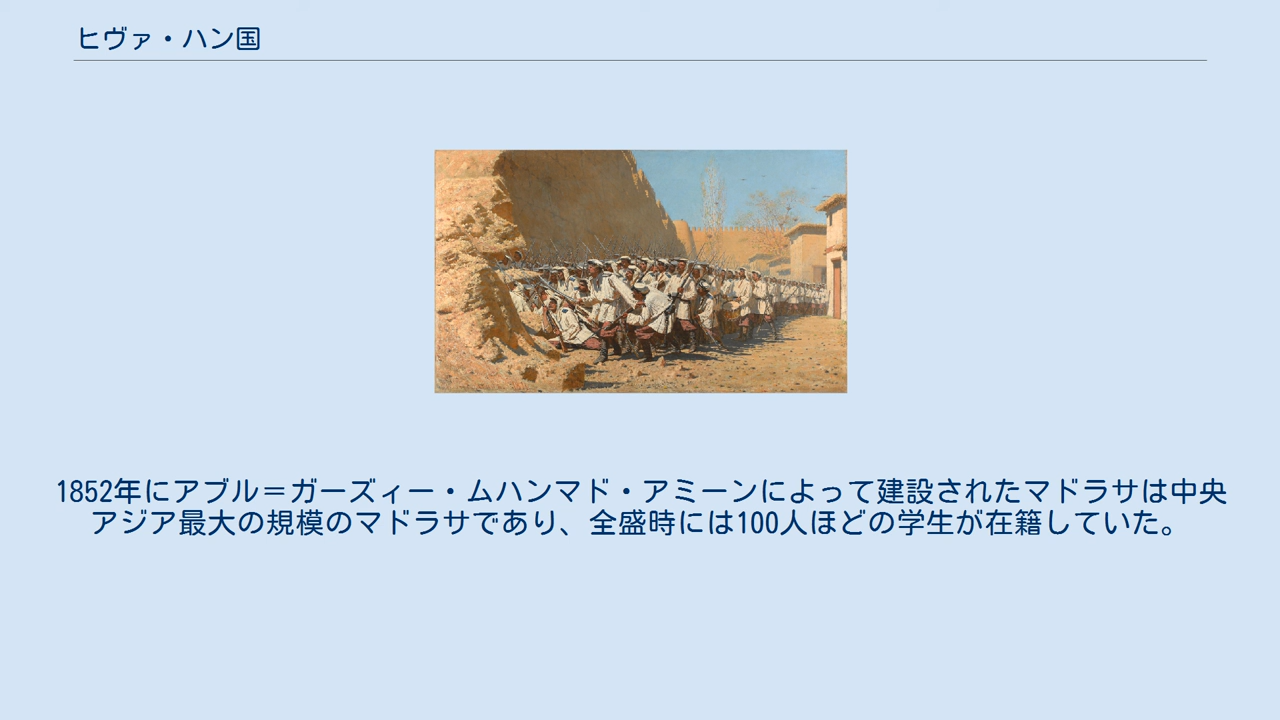 ヒヴァ・ハン国
1852年にアブル＝ガーズィー・ムハンマド・アミーンによって建設されたマドラサは中央
アジア最大の規模のマドラサであり、全盛時には100人ほどの学生が在籍していた。